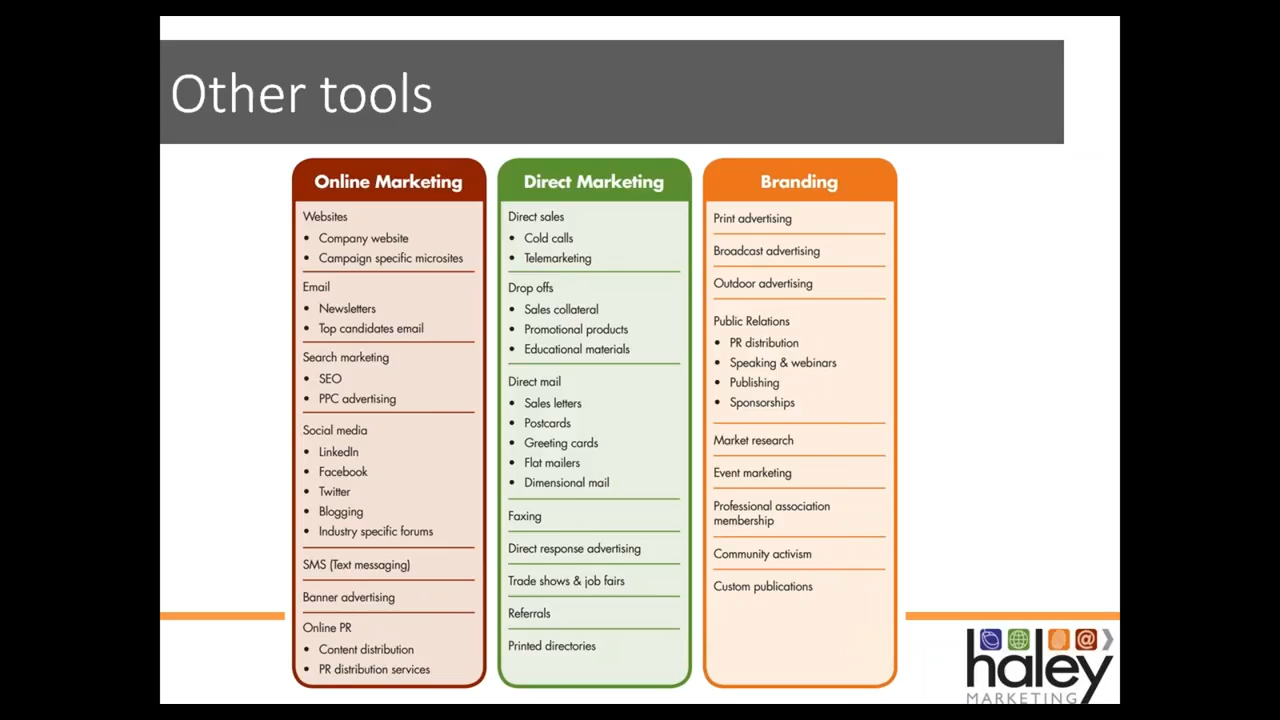 Other tools
Online Marketing
Websites
• Company website
• Campaign specific microsites
Email
• Newsletters
• Top candidates email
Search marketing
• SEO
• PPC advertising
Social media
• LinkedIn
• Facebook
• Twitter
• Blogging
• Industry specific forums
SMS (Text messaging)
Banner advertising
Online PR
• Content distribution
• PR distribution services
Direct Marketing
Direct sales
• Cold calls
• Telemarketing
Drop offs
• Sales collateral
• Promotional products
• Educational materials
Direct mail
• Sales letters
• Postcards
• Greeting cards
• Flat mailers
• Dimensional mail
Faxing
Direct response advertising
Trade shows & job fairs
Referrals
Printed directories
Branding
Print advertising
Broadcast advertising
Outdoor advertising
Public Relations
• PR distribution
• Speaking & webinars
• Publishing
• Sponsorships
Market research
Event marketing
Professional association
membership
Community activism
Custom publications
@
haley
MARKETING